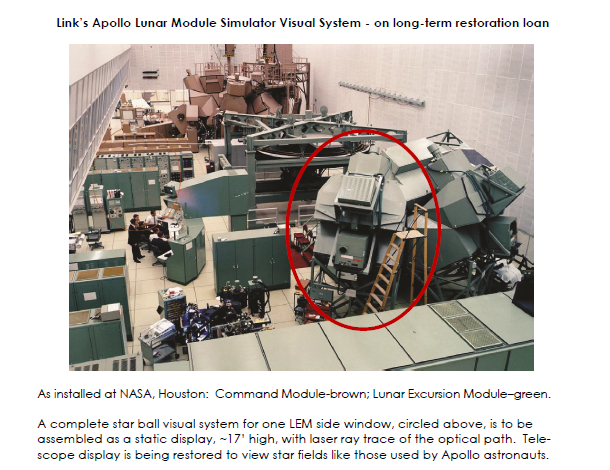 Link's Apollo Lunar Module Simulator Visual System - on long-term restoration loan
As installed at NASA, Houston: Command Module-brown; Lunar Excursion Module–green.
A complete star ball visual system for one LEM side window, circled above, is to
be assembled as a static display, ~17' high, with laser ray trace of the optical path. Tele-
scope display is being restored to view star fields like those used by Apollo astronauts.